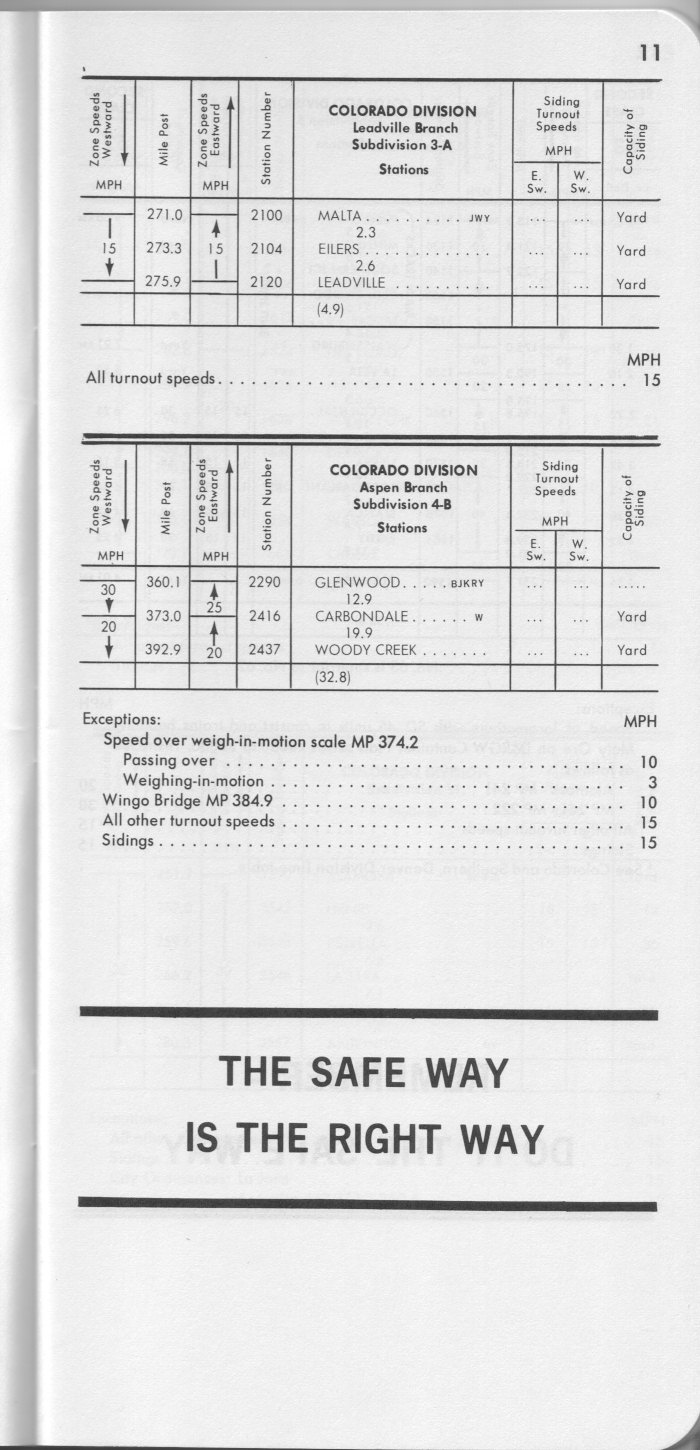 11
Zone Speeds Westward MPH
Mile Post
Zone Speeds Eastward MPH
Station Number
COLORADO DIVISION
Leadville Branch
Subdivision 3-A
Stations
Siding
Turnout
Speeds
MPH
E. Sw.
W. Sw.
Capacity of Siding
271.0 2100 MALTA . . . . . . . . . . JWY ... ... Yard
2.3
15 273.3 15 2104 EILERS . . . . . . . . . . . . . ... ... Yard
2.6
275.9 2120 LEADVILLE . . . . . . . . . . ... ... Yard
(4.9)
MPH
All turnout speeds. . . . . . . . . . . . . . . . . . . . . . . . . . . . . . . . . . . . . 15
Zone Speeds Westward MPH
Mile Post
Zone Speeds Eastward MPH
Station Number
COLORADO DIVISION
Aspen Branch
Subdivision 4-B
Stations
Siding
Turnout
Speeds
MPH
E. Sw.
W. Sw.
Capacity of Siding
360.1 2290 GLENWOOD. . . . . BJKRY ... ... .....
30 12.9
25
373.0 2416 CARBONDALE . . . . . . W ... ... Yard
20 19.9
392.9 20 2437 WOODY CREEK . . . . . . . ... ... Yard
(32.8)
Exceptions: MPH
Speed over weigh-in-motion scale MP 374.2
Passing over . . . . . . . . . . . . . . . . . . . . . . . . . . . . . . . . . 10
Weighing-in-motion . . . . . . . . . . . . . . . . . . . . . . . . . . . . . 3
Wingo Bridge MP 384.9 . . . . . . . . . . . . . . . . . . . . . . . . . . . . 10
All other turnout speeds . . . . . . . . . . . . . . . . . . . . . . . . . . . . 15
Sidings . . . . . . . . . . . . . . . . . . . . . . . . . . . . . . . . . . . . . . 15
THE SAFE WAY
IS THE RIGHT WAY